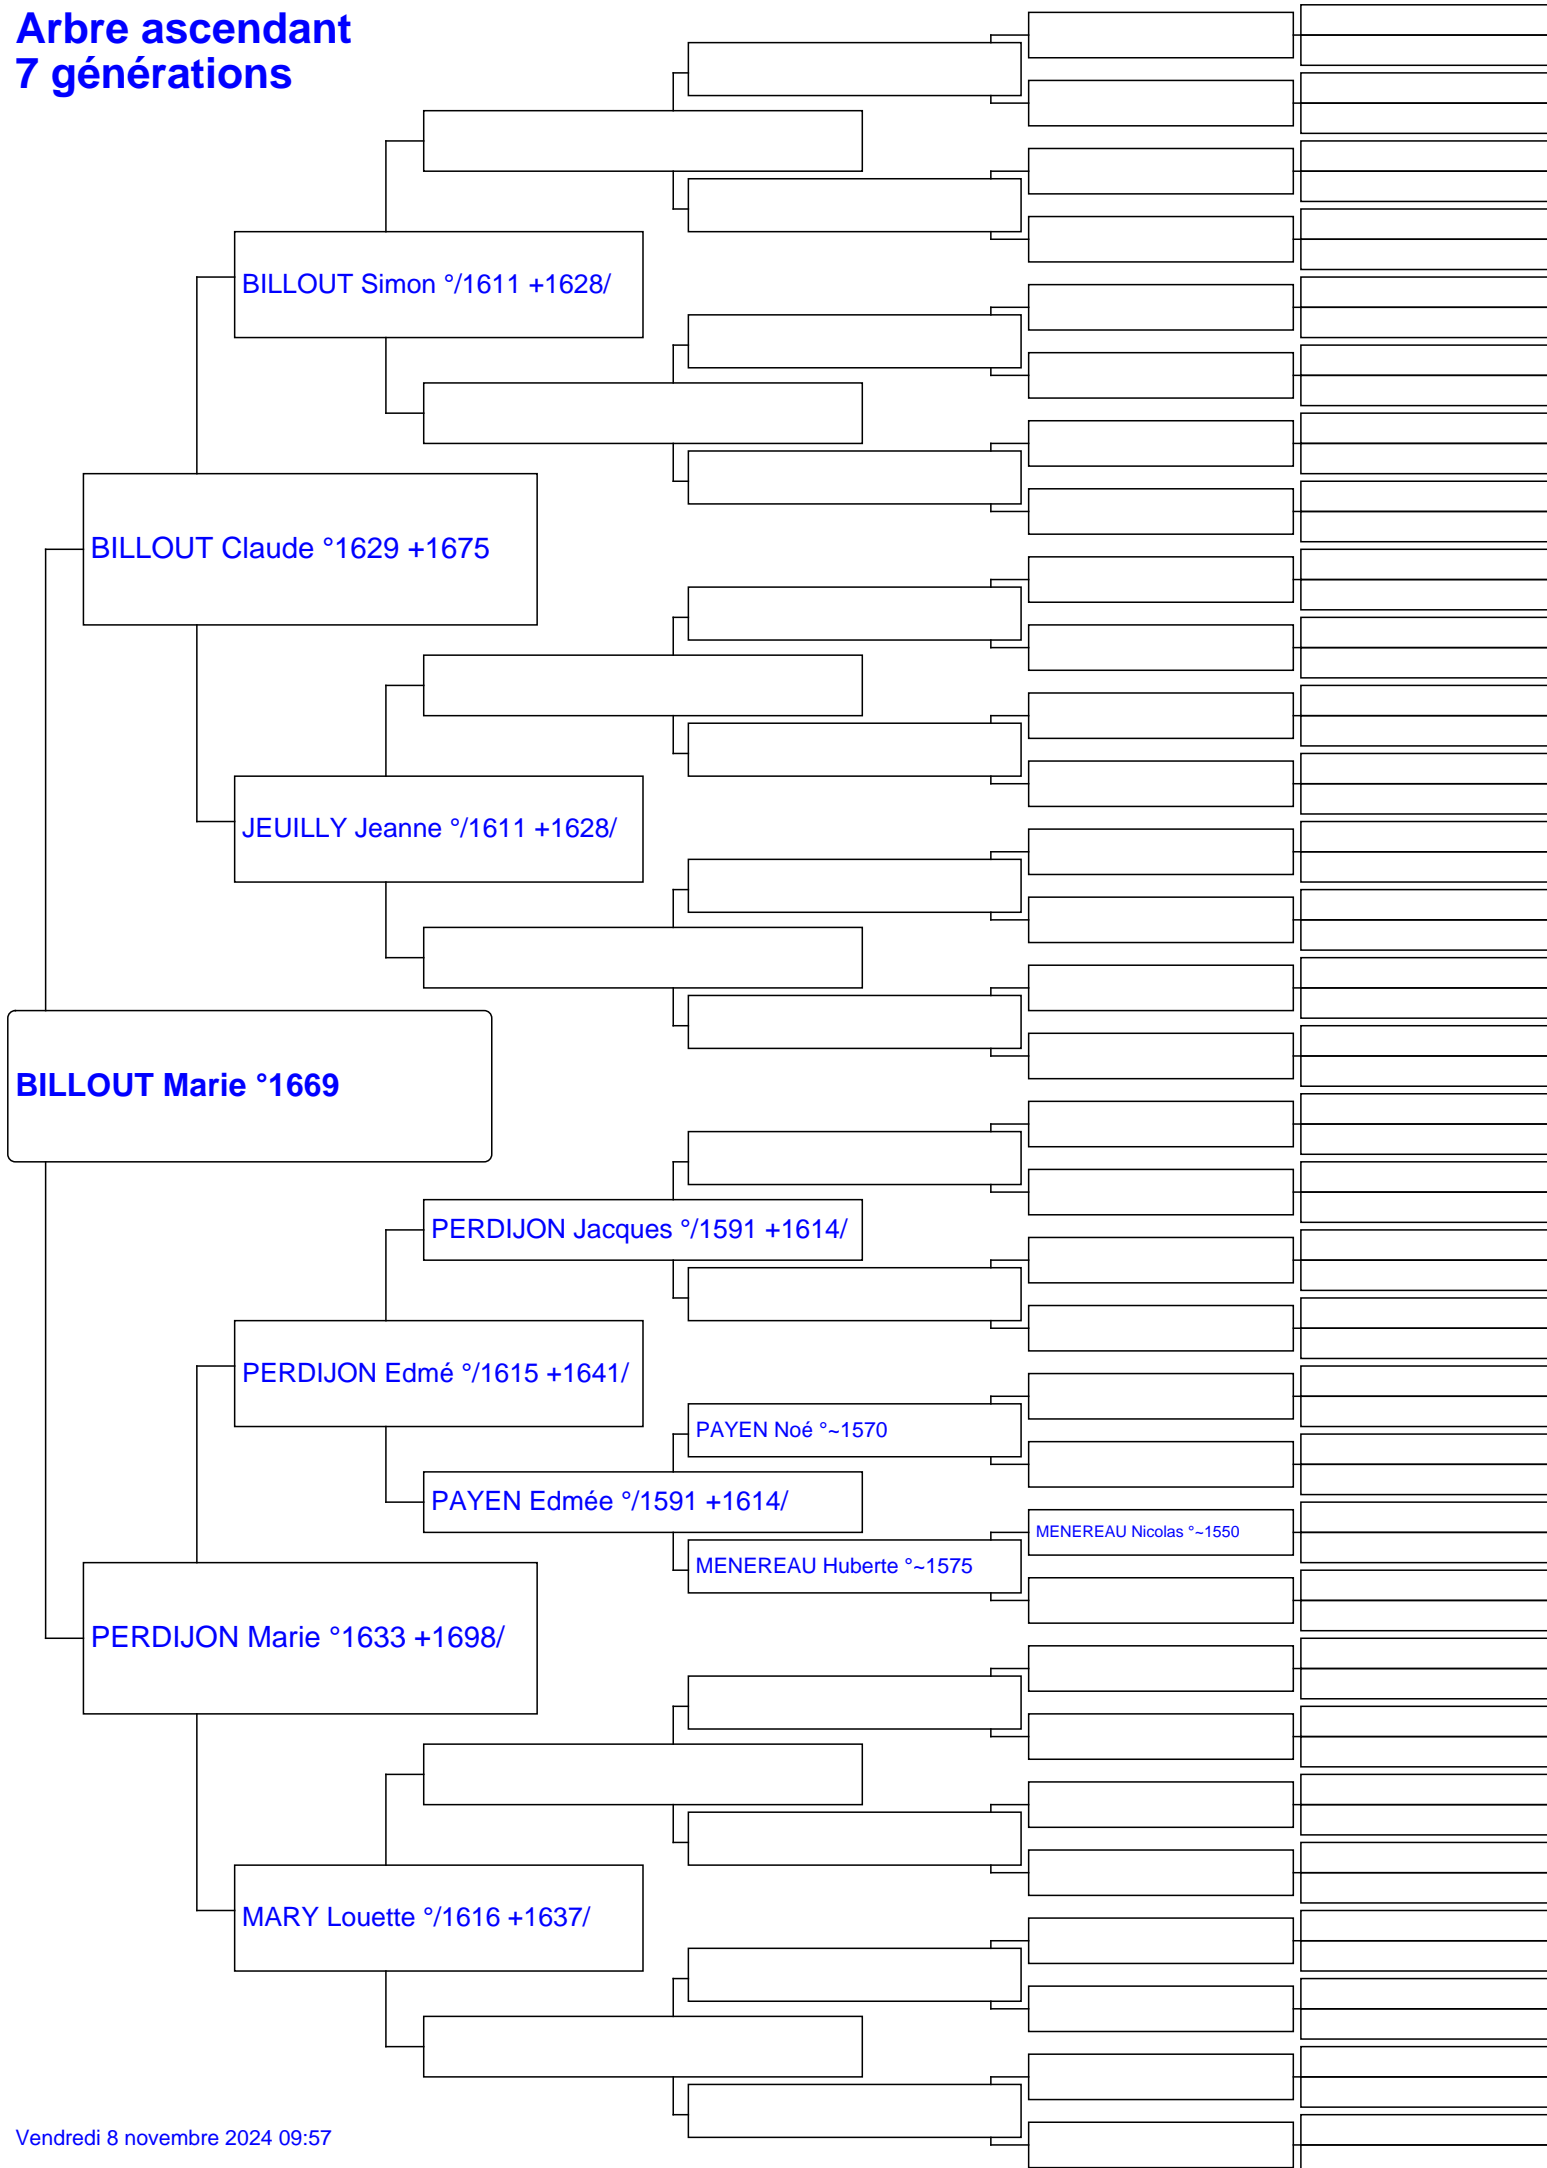 Arbre ascendant
7 générations
BILLOUT Simon °/1611 +1628/
BILLOUT Claude °1629 +1675
JEUILLY Jeanne °/1611 +1628/
BILLOUT Marie °1669
PERDIJON Jacques °/1591 +1614/
PERDIJON Edmé °/1615 +1641/
PAYEN Noé °~1570
PAYEN Edmée °/1591 +1614/
MENEREAU Nicolas °~1550
MENEREAU Huberte °~1575
PERDIJON Marie °1633 +1698/
MARY Louette °/1616 +1637/
Vendredi 8 novembre 2024 09:57